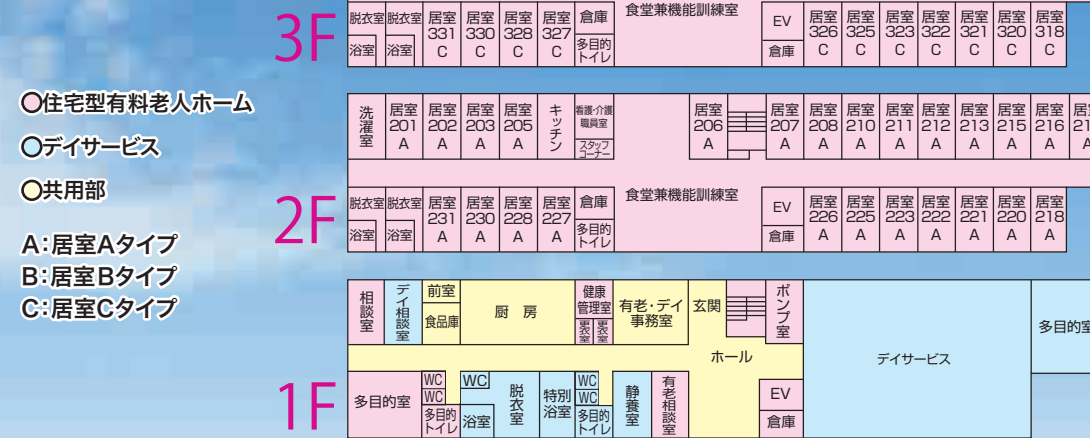 ○住宅型有料老人ホーム
○デイサービス
○共用部
A:居室Aタイプ
B:居室Bタイプ
C:居室Cタイプ
3F
脱衣室
浴室
脱衣室
浴室
居室
331
C
居室
330
C
居室
328
C
居室
327
C
倉庫
多目的
トイレ
食堂兼機能訓練室
EV
倉庫
居室
326
C
居室
325
C
居室
323
C
居室
322
C
居室
321
C
居室
320
C
居室
318
C
2F
洗濯室
居室
201
A
居室
202
A
居室
203
A
居室
205
A
キッチン
看護・介護
職員室
スタッフ
コーナー
居室
206
A
居室
207
A
居室
208
A
居室
210
A
居室
211
A
居室
212
A
居室
213
A
居室
215
A
居室
216
A
脱衣室
浴室
脱衣室
浴室
居室
231
A
居室
230
A
居室
228
A
居室
227
A
倉庫
多目的
トイレ
食堂兼機能訓練室
EV
倉庫
居室
226
A
居室
225
A
居室
223
A
居室
222
A
居室
221
A
居室
220
A
居室
218
A
1F
相談室
デイ相談室
前室
食品庫
厨房
健康
管理室
更衣室
更衣室
有老・デイ
事務室
玄関
ポンプ室
ホール
デイサービス
多目的室
多目的室
WC
WC
多目的
トイレ
WC
浴室
脱衣室
特別
浴室
WC
WC
多目的
トイレ
静養室
有老相談室
EV
倉庫